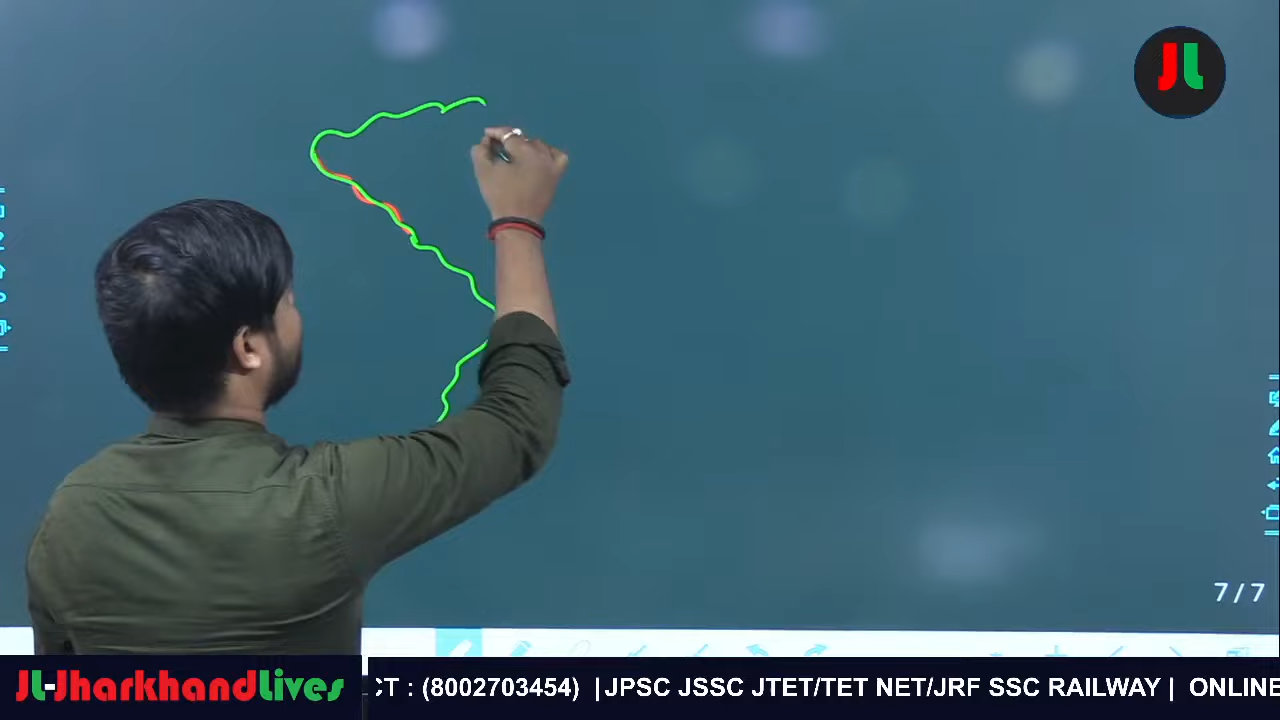 JL
7/7
JL-JharkhandLives
CT : (8002703454) | JPSC JSSC JTET/TET NET/JRF SSC RAILWAY | ONLINE